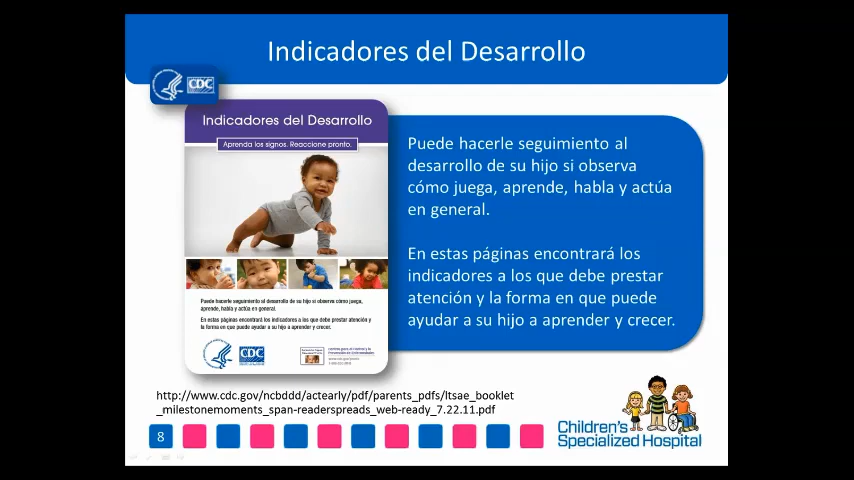 Indicadores del Desarrollo
CDC
Indicadores del Desarrollo
Aprenda los signos. Reaccione pronto.
Puede hacerle seguimiento al
desarrollo de su hijo si observa
cómo juega, aprende, habla y actúa
en general.
En estas páginas encontrará los
indicadores a los que debe prestar
atención y la forma en que puede
ayudar a su hijo a aprender y crecer.
Puede hacerle seguimiento al desarrollo de su hijo si observa cómo juega,
aprende, habla y actúa en general.
En estas páginas encontrará los indicadores a los que debe prestar atención y
la forma en que puede ayudar a su hijo a aprender y crecer.
CDC
http://www.cdc.gov/ncbddd/actearly/pdf/parents_pdfs/ltsae_booklet
_milestonemoments_span-readerspreads_web-ready_7.22.11.pdf
8
Children's
Specialized Hospital